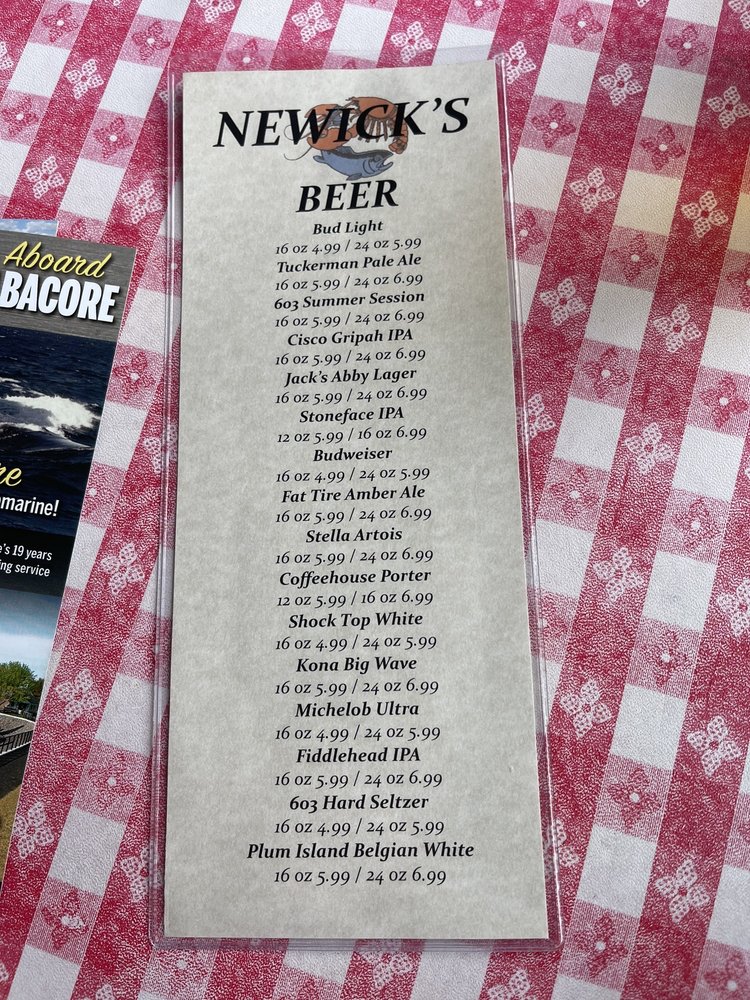 NEWICK'S
BEER
Bud Light
16 oz 4.99 / 24 oz 5.99
Tuckerman Pale Ale
16 oz 5.99 / 24 oz 6.99
603 Summer Session
16 oz 5.99 / 24 oz 6.99
Cisco Gripah IPA
16 oz 5.99 / 24 oz 6.99
Jack's Abby Lager
16 oz 5.99 / 24 oz 6.99
Stoneface IPA
12 oz 5.99 / 16 oz 6.99
Budweiser
16 oz 4.99 / 24 oz 5.99
Fat Tire Amber Ale
16 oz 5.99 / 24 oz 6.99
Stella Artois
16 oz 5.99 / 24 oz 6.99
Coffeehouse Porter
12 oz 5.99 / 16 oz 6.99
Shock Top White
16 oz 4.99 / 24 oz 5.99
Kona Big Wave
16 oz 5.99 / 24 oz 6.99
Michelob Ultra
16 oz 4.99 / 24 oz 5.99
Fiddlehead IPA
16 oz 5.99 / 24 oz 6.99
603 Hard Seltzer
16 oz 4.99 / 24 oz 5.99
Plum Island Belgian White
16 oz 5.99 / 24 oz 6.99
Aboard
BACORE
re
marine!
e's 19 years
ing service